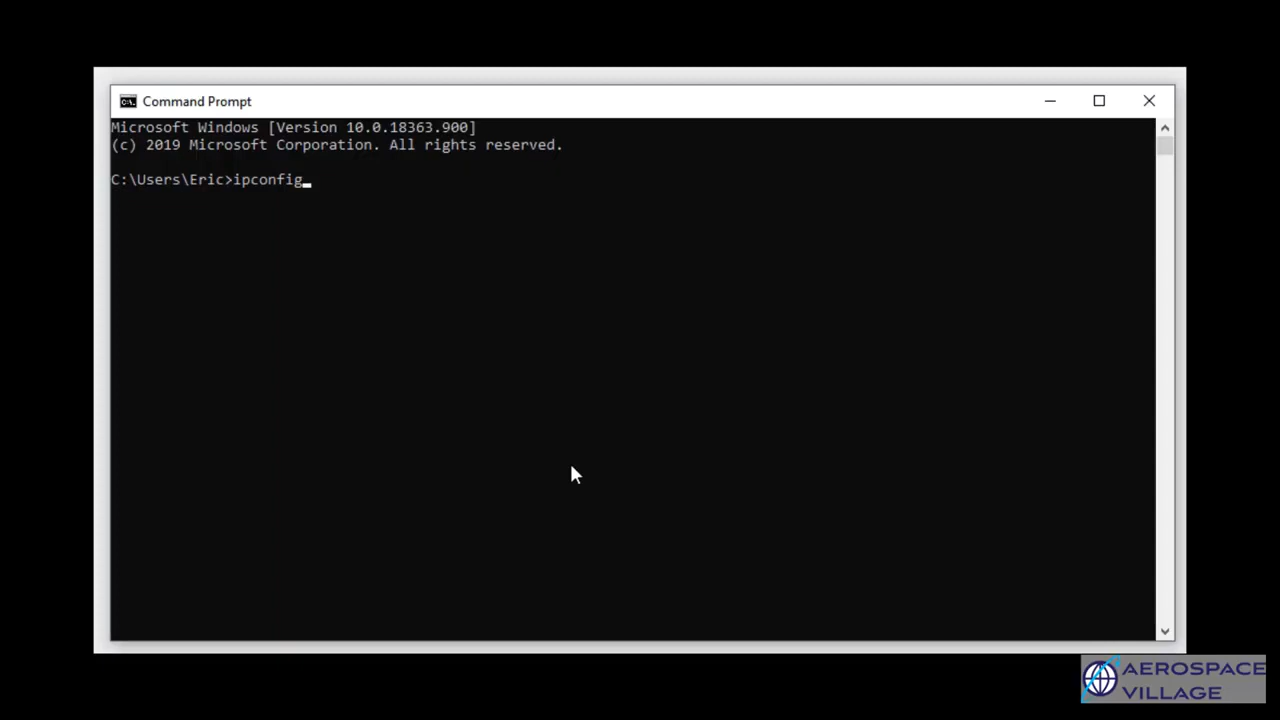 Command Prompt
Microsoft Windows [Version 10.0.18363.900]
(c) 2019 Microsoft Corporation. All rights reserved.
C:\Users\Eric>ipconfig
AEROSPACE
VILLAGE